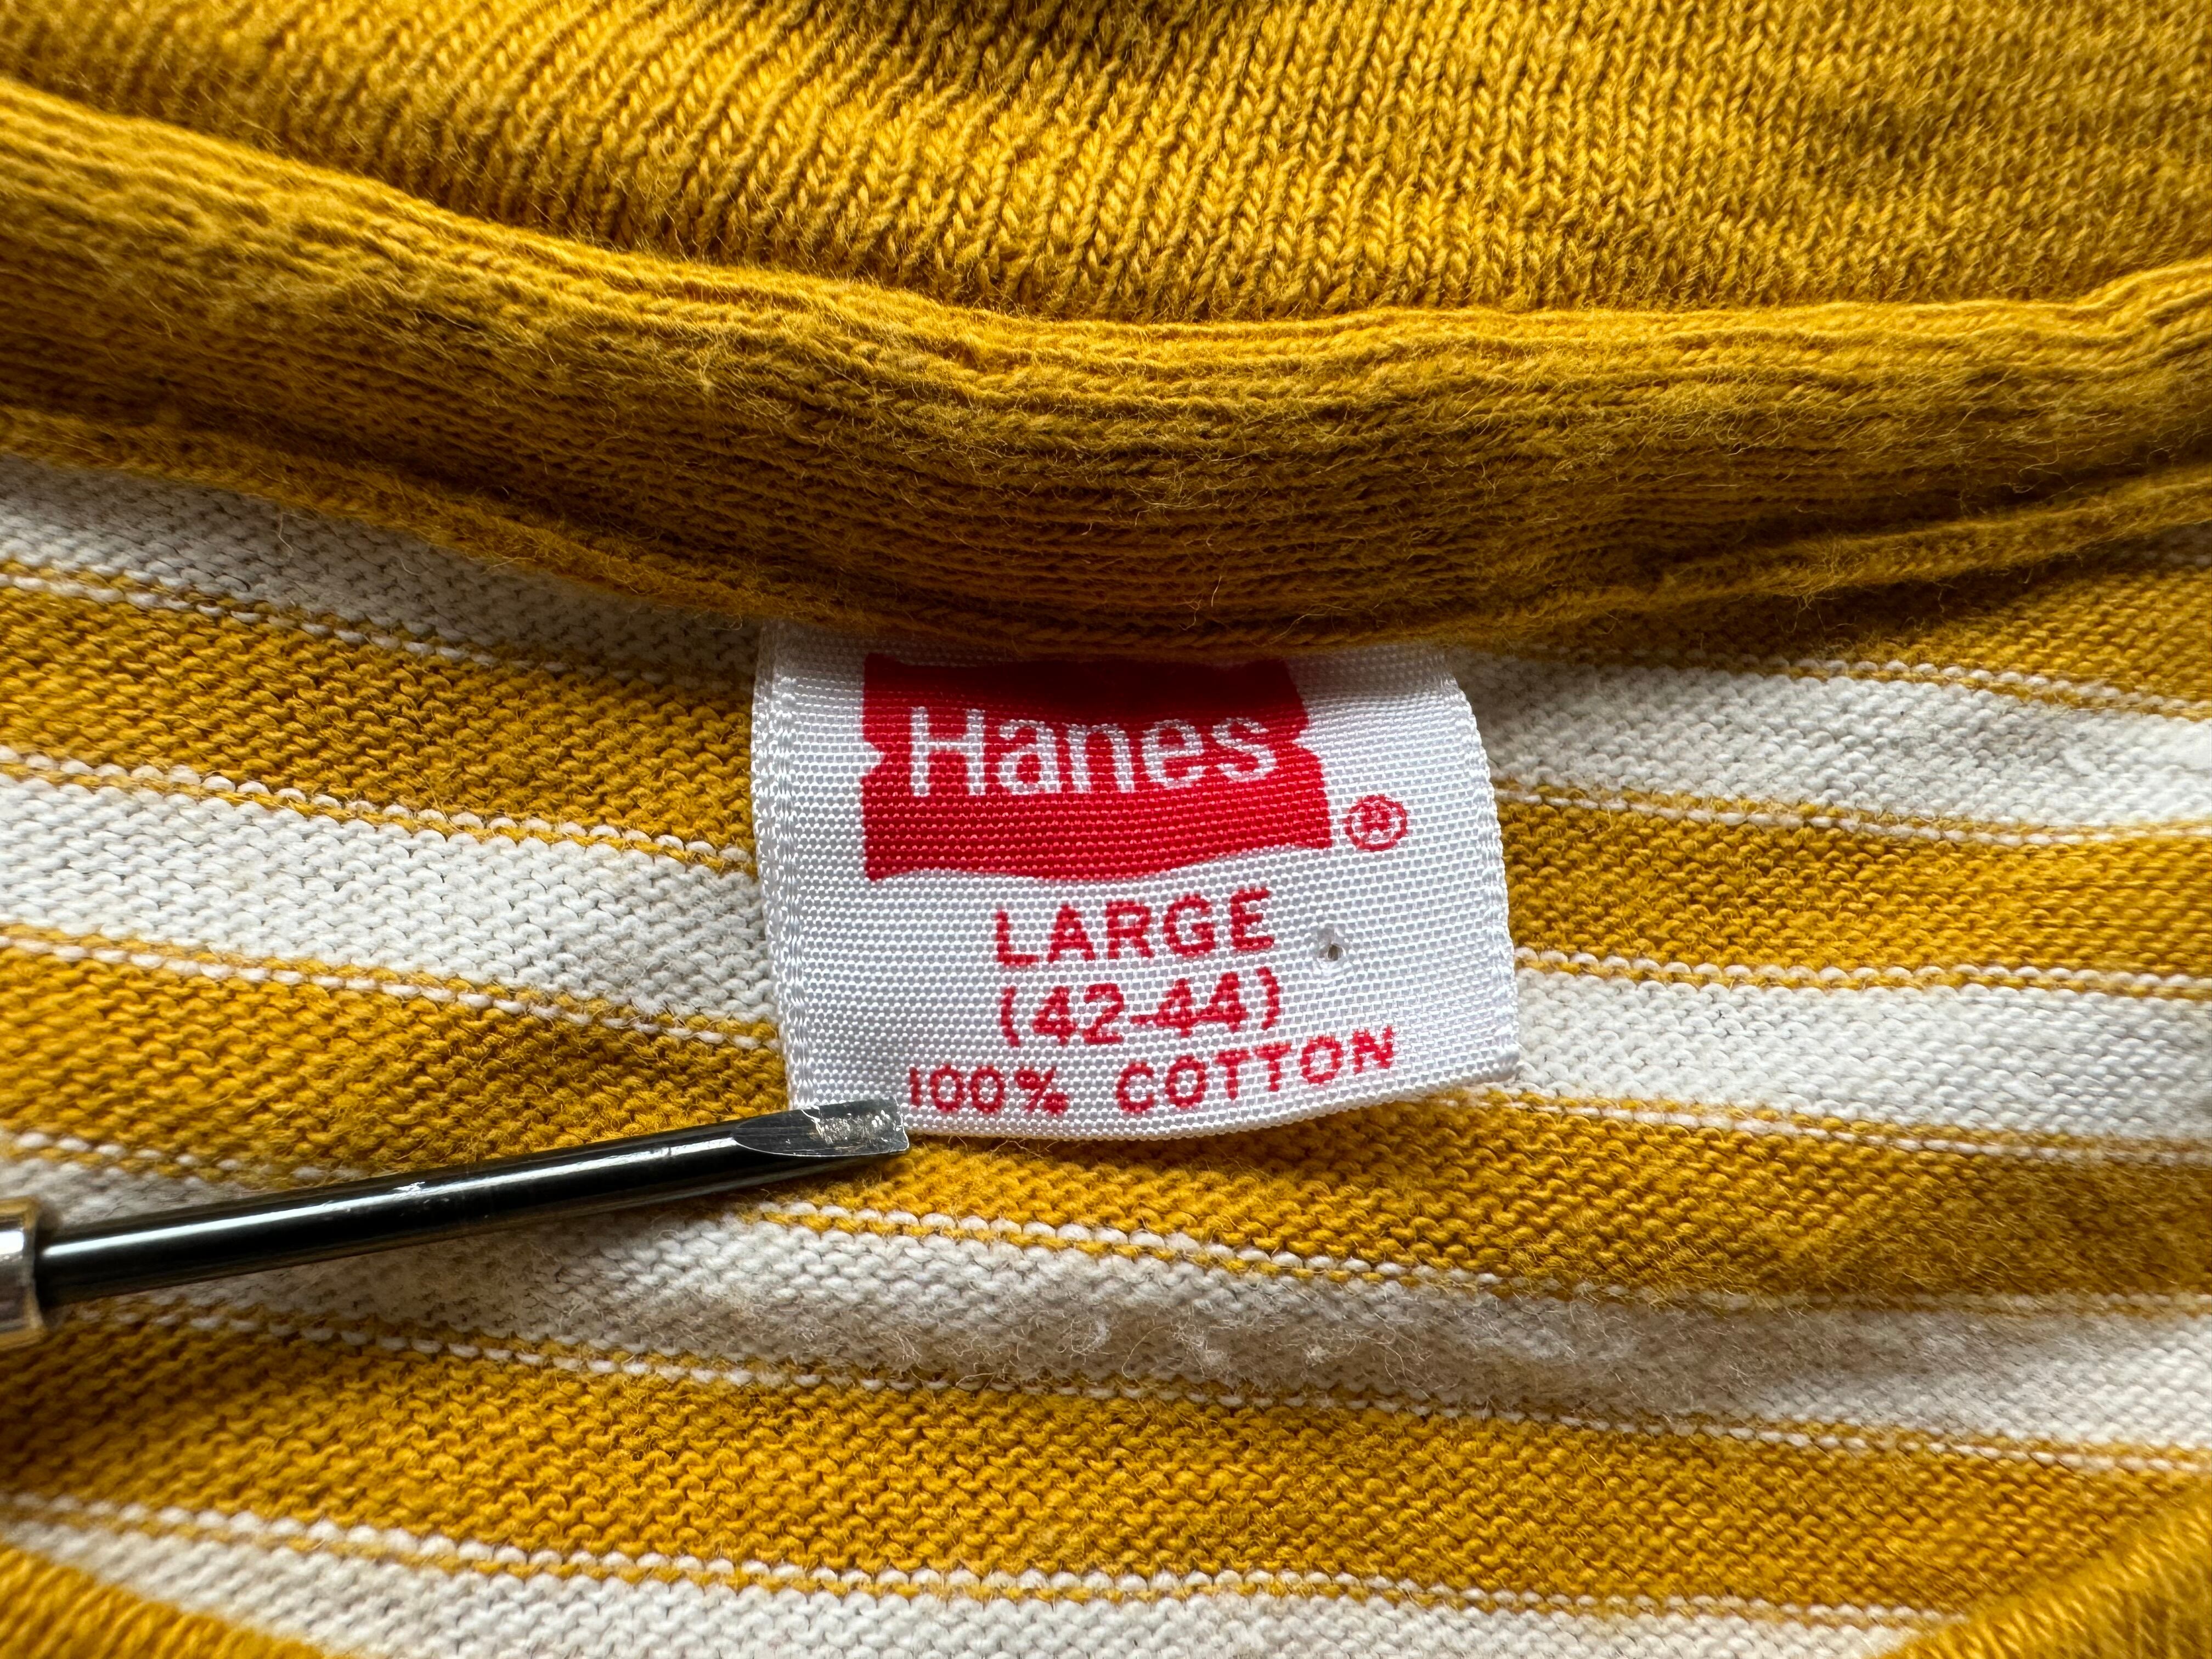 Hanes
®
LARGE
(42-44)
100% COTTON